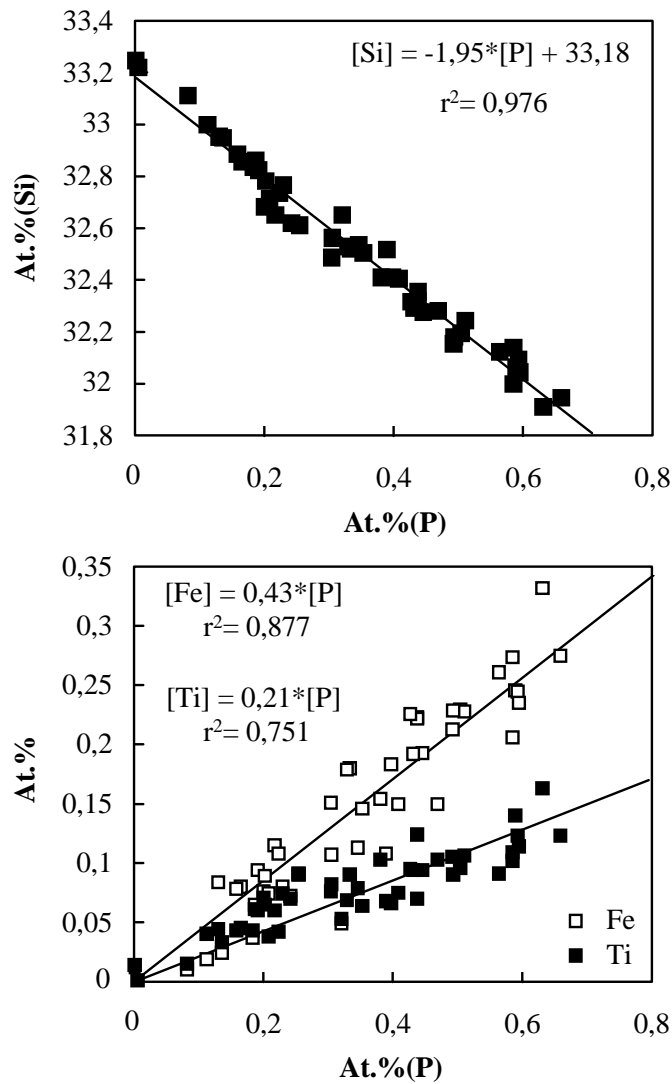 33,4
[Si] = -1,95*[P] + 33,18
33,2
r²= 0,976
33
32,8
At.%(Si)
32,6
32,4
32,2
32
31,8
0 0,2 0,4 0,6 0,8
At.%(P)
0,35
[Fe] = 0,43*[P]
r²= 0,877
0,3
0,25
[Ti] = 0,21*[P]
r²= 0,751
0,2
At.%
0,15
0,1
0,05
Fe
Ti
0
0 0,2 0,4 0,6 0,8
At.%(P)